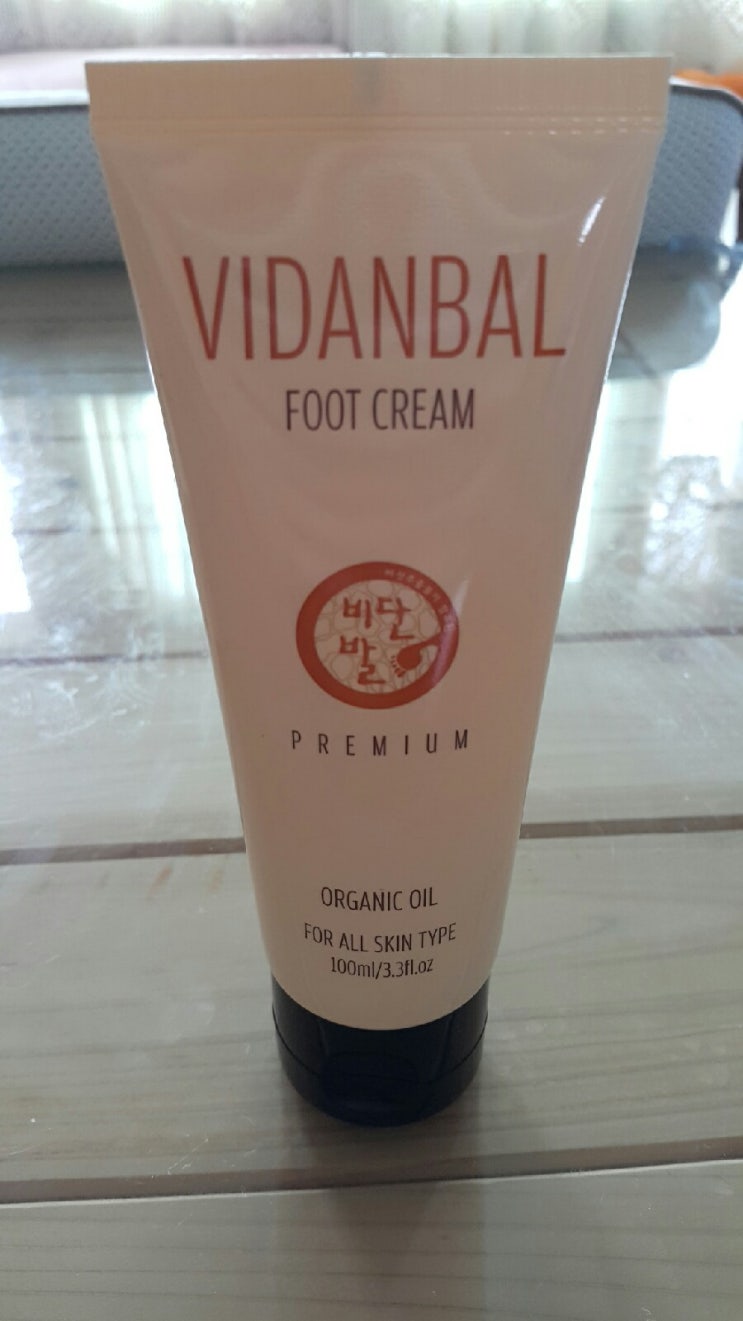 VIDANBAL
FOOT CREAM
비단
발
PREMIUM
ORGANIC OIL
FOR ALL SKIN TYPE
100ml/3.3fl.oz